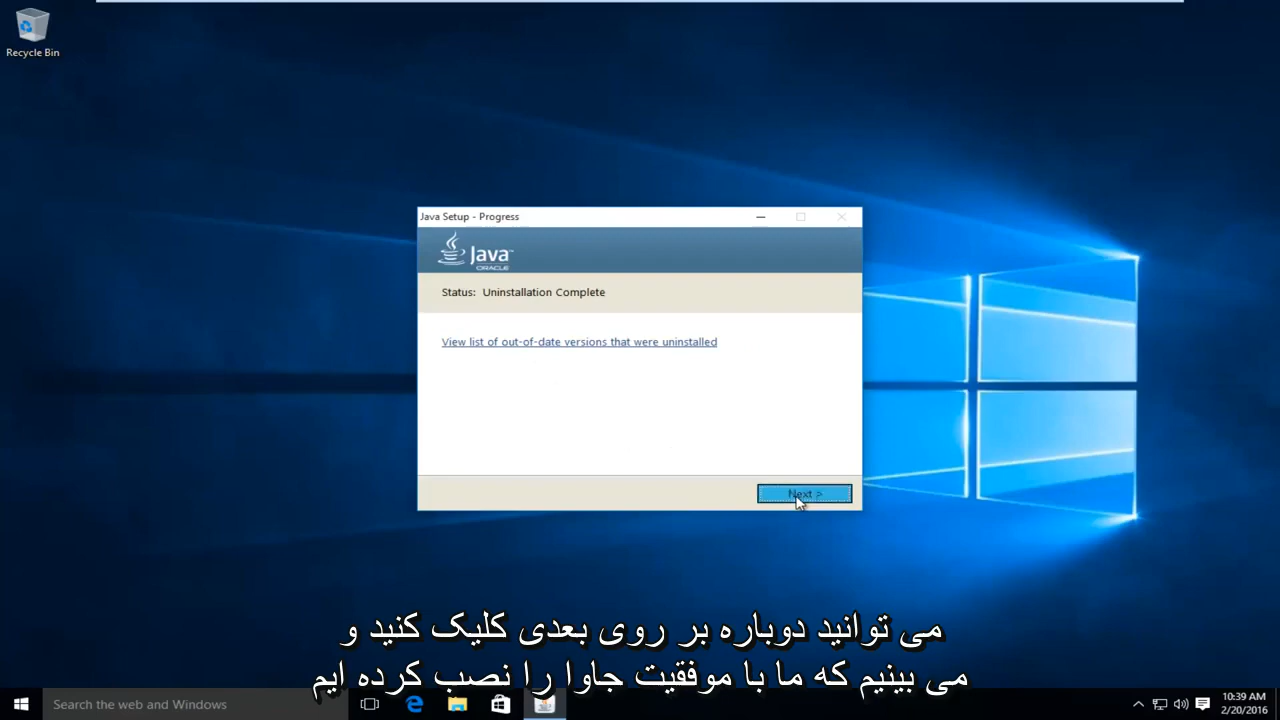 Recycle Bin
Java Setup - Progress
Java
ORACLE
Status: Uninstallation Complete
View list of out-of-date versions that were uninstalled
Next >
می توانید دوباره بر روی بعدی کلیک کنید و
می بینیم که ما با موفقیت جاوا را نصب کرده ایم
Search the web and Windows
10:39 AM
2/20/2016